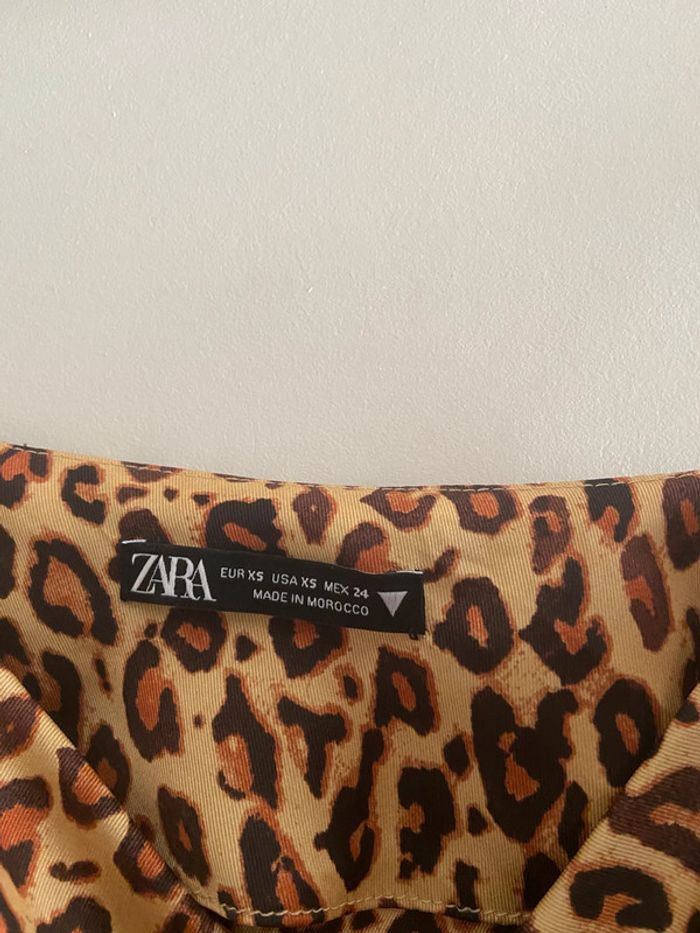 ZARA
EUR XS USA XS MEX 24
MADE IN MOROCCO